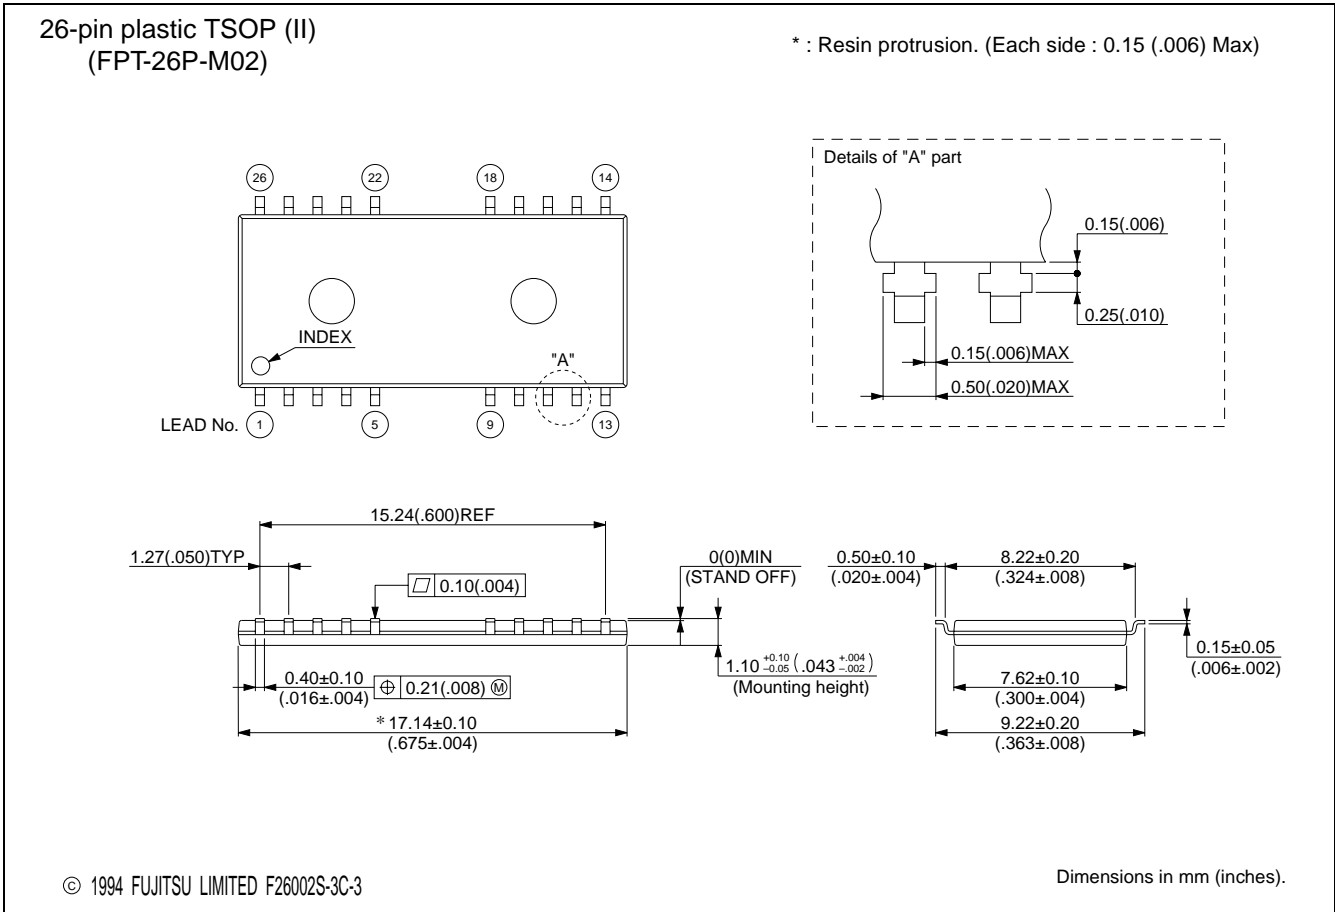 26-pin plastic TSOP (II)
(FPT-26P-M02)
* : Resin protrusion. (Each side : 0.15 (.006) Max)
26
22
18
14
INDEX
"A"
LEAD No.
1
5
9
13
Details of "A" part
0.15(.006)
0.25(.010)
0.15(.006)MAX
0.50(.020)MAX
15.24(.600)REF
1.27(.050)TYP
0.10(.004)
0(0)MIN
(STAND OFF)
0.40±0.10
(.016±.004)
0.21(.008) Ⓜ
1.10 +0.10 −0.05 (.043 +.004 −.002)
(Mounting height)
*17.14±0.10
(.675±.004)
0.50±0.10
(.020±.004)
8.22±0.20
(.324±.008)
0.15±0.05
(.006±.002)
7.62±0.10
(.300±.004)
9.22±0.20
(.363±.008)
© 1994 FUJITSU LIMITED F26002S-3C-3
Dimensions in mm (inches).